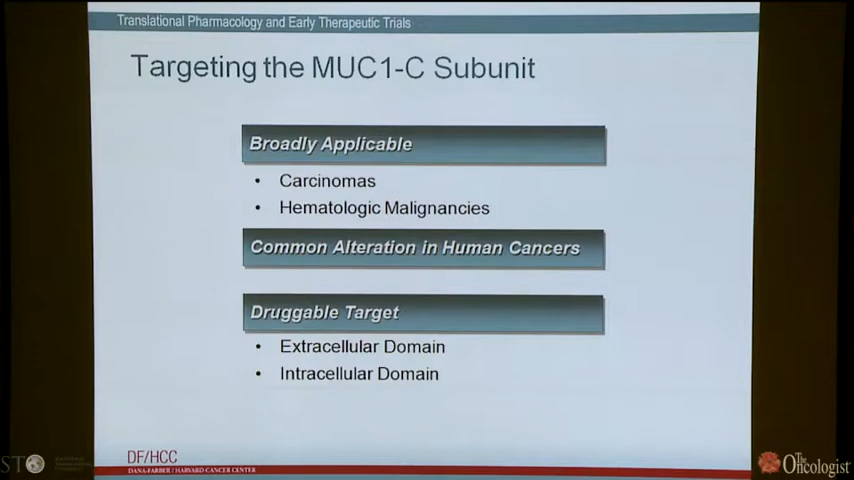 Translational Pharmacology and Early Therapeutic Trials
Targeting the MUC1-C Subunit
Broadly Applicable
• Carcinomas
• Hematologic Malignancies
Common Alteration in Human Cancers
Druggable Target
• Extracellular Domain
• Intracellular Domain
DF/HCC
DANA-FARBER / HARVARD CANCER CENTER
STO
The Oncologist